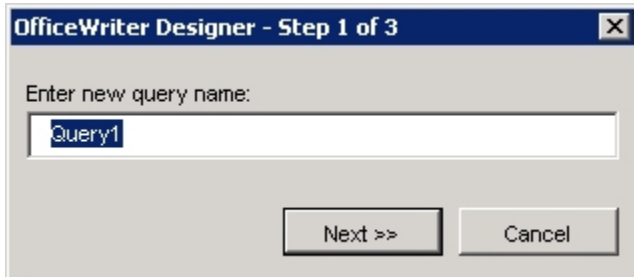 OfficeWriter Designer - Step 1 of 3
Enter new query name:
Query1
Next >>
Cancel